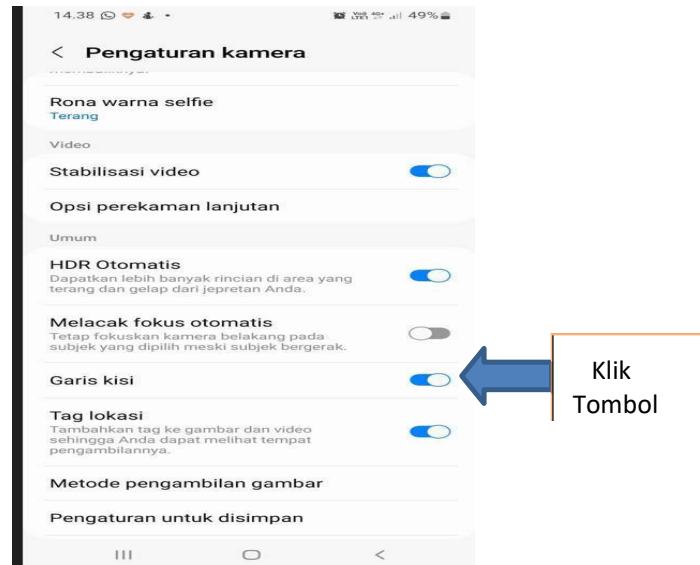 14.38
VoLTE 4G+ 49%
Pengaturan kamera
Rona warna selfie
Terang
Video
Stabilisasi video
Opsi perekaman lanjutan
Umum
HDR Otomatis
Dapatkan lebih banyak rincian di area yang
terang dan gelap dari jepretan Anda.
Melacak fokus otomatis
Tetap fokuskan kamera belakang pada
subjek yang dipilih meski subjek bergerak.
Garis kisi
Klik
Tombol
Tag lokasi
Tambahkan tag ke gambar dan video
sehingga Anda dapat melihat tempat
pengambilannya.
Metode pengambilan gambar
Pengaturan untuk disimpan